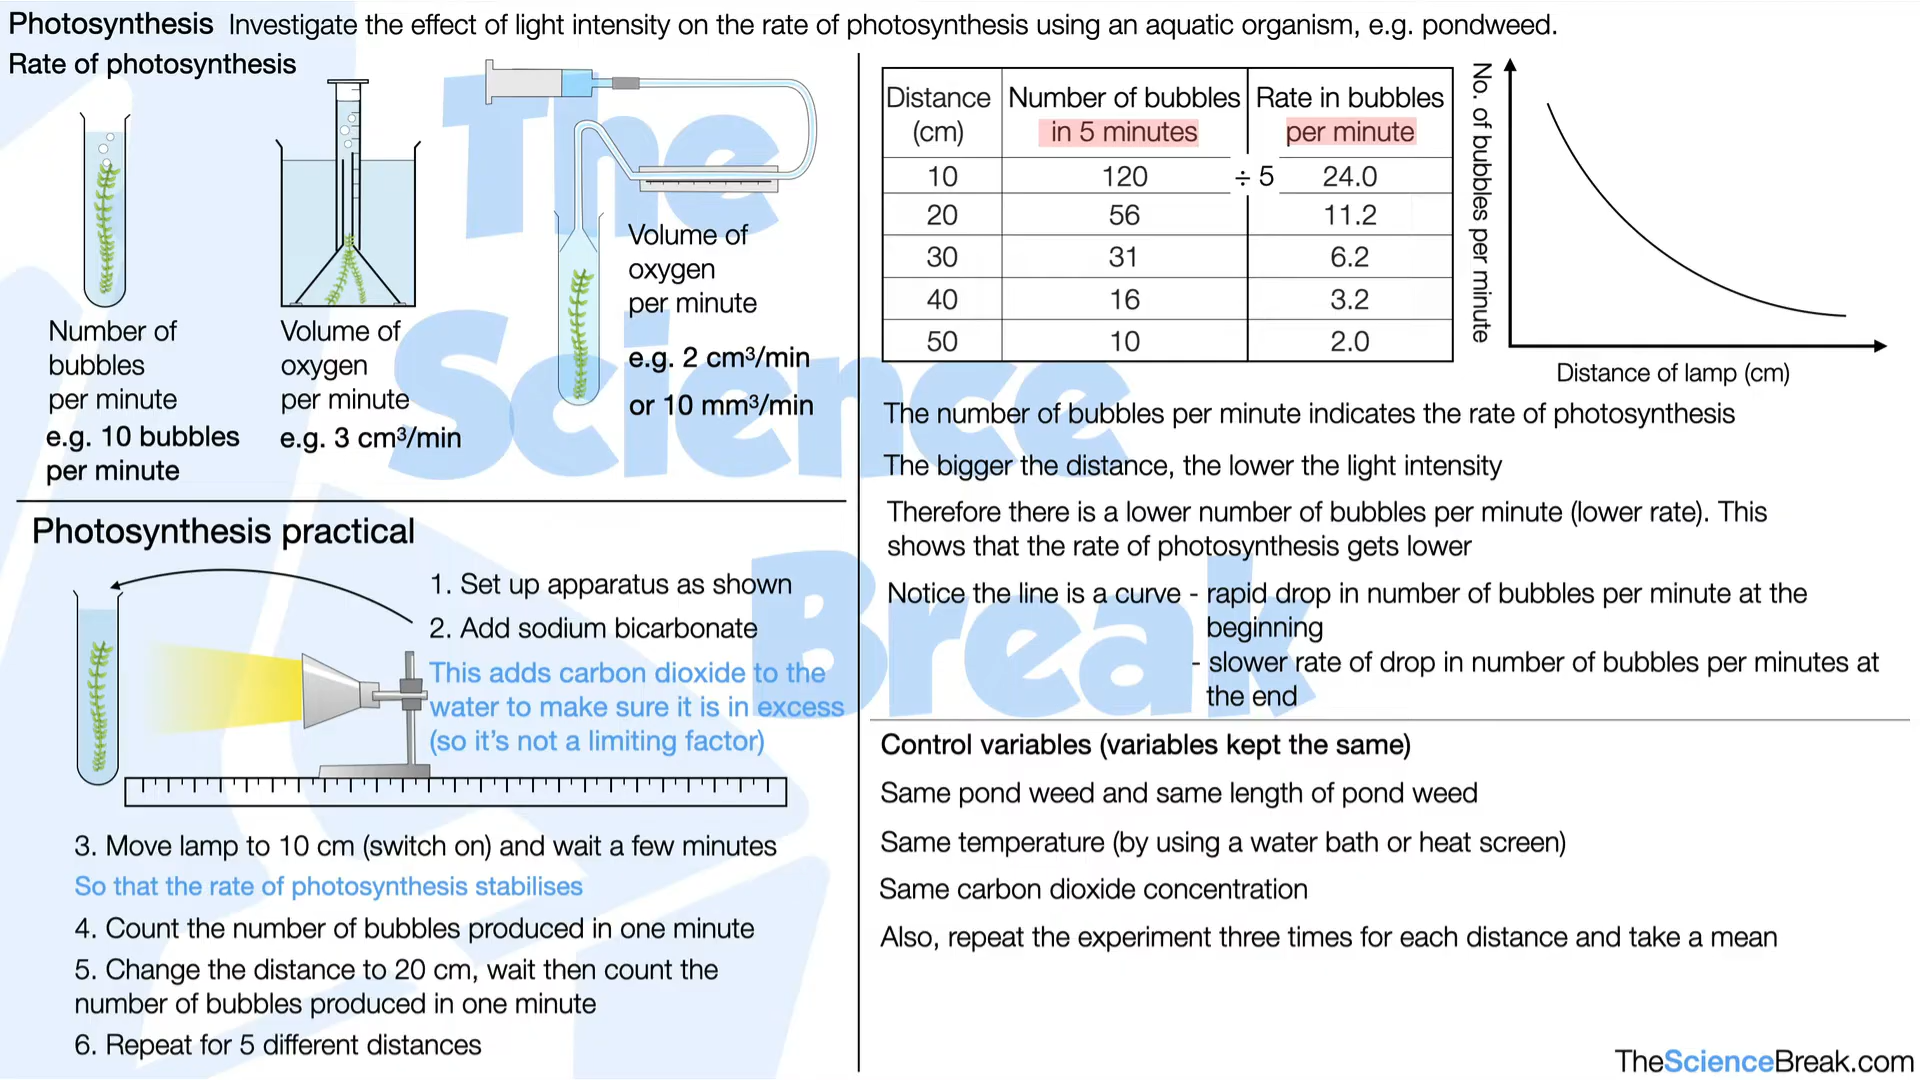 Photosynthesis Investigate the effect of light intensity on the rate of photosynthesis using an aquatic organism, e.g. pondweed.
Rate of photosynthesis
Number of
bubbles
per minute
e.g. 10 bubbles
per minute
Volume of
oxygen
per minute
e.g. 3 cm³/min
Volume of
oxygen
per minute
e.g. 2 cm³/min
or 10 mm³/min
Photosynthesis practical
1. Set up apparatus as shown
2. Add sodium bicarbonate
This adds carbon dioxide to the
water to make sure it is in excess
(so it's not a limiting factor)
3. Move lamp to 10 cm (switch on) and wait a few minutes
So that the rate of photosynthesis stabilises
4. Count the number of bubbles produced in one minute
5. Change the distance to 20 cm, wait then count the
number of bubbles produced in one minute
6. Repeat for 5 different distances
Distance Number of bubbles Rate in bubbles
(cm) in 5 minutes per minute
10 120 ÷ 5 24.0
20 56 11.2
30 31 6.2
40 16 3.2
50 10 2.0
No. of bubbles per minute
Distance of lamp (cm)
The number of bubbles per minute indicates the rate of photosynthesis
The bigger the distance, the lower the light intensity
Therefore there is a lower number of bubbles per minute (lower rate). This
shows that the rate of photosynthesis gets lower
Notice the line is a curve - rapid drop in number of bubbles per minute at the
beginning
- slower rate of drop in number of bubbles per minutes at
the end
Control variables (variables kept the same)
Same pond weed and same length of pond weed
Same temperature (by using a water bath or heat screen)
Same carbon dioxide concentration
Also, repeat the experiment three times for each distance and take a mean
The
Science
Break
TheScienceBreak.com